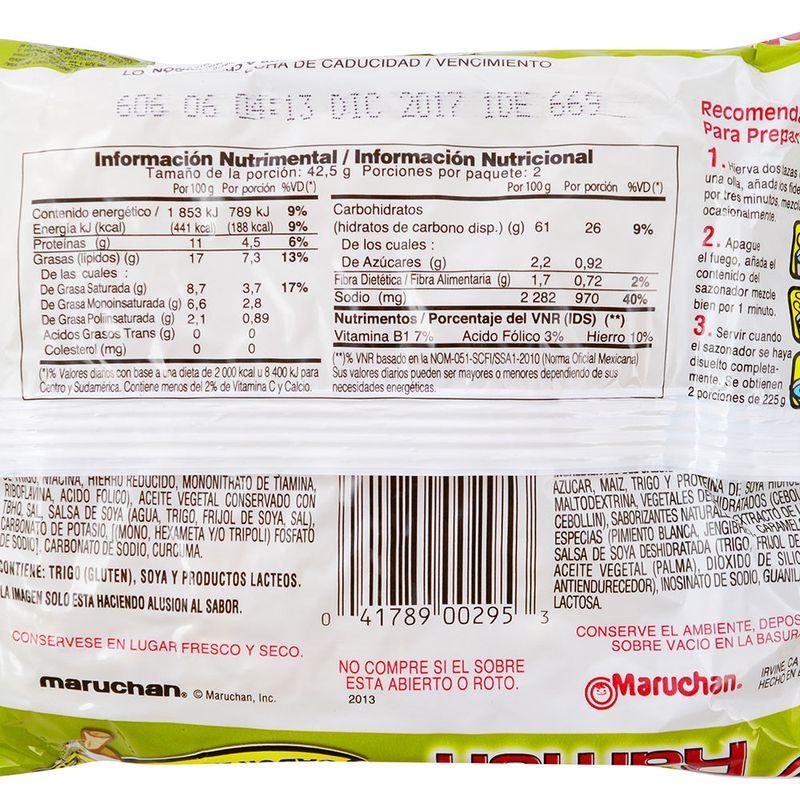 CHA DE CADUCIDAD / VENCIMIENTO
606 06 04:13 DIC 2017 1DE 669
Información Nutrimental / Información Nutricional
Tamaño de la porción: 42,5 g Porciones por paquete: 2
Por 100 g Por porción %VD(*)
Contenido energético / 1 853 kJ 789 kJ 9%
Energía kJ (kcal) (441 kcal) (188 kcal) 9%
Proteínas (g) 11 4,5 6%
Grasas (lípidos) (g) 17 7,3 13%
De las cuales :
De Grasa Saturada (g) 8,7 3,7 17%
De Grasa Monoinsaturada (g) 6,6 2,8
De Grasa Poliinsaturada (g) 2,1 0,89
Acidos Grasos Trans (g) 0 0
Colesterol (mg) 0 0
(*)% Valores diarios con base a una dieta de 2 000 kcal u 8 400 kJ para
Centro y Sudamérica. Contiene menos del 2% de Vitamina C y Calcio.
Por 100 g Por porción %VD(*)
Carbohidratos
(hidratos de carbono disp.) (g) 61 26 9%
De los cuales :
De Azúcares (g) 2,2 0,92
Fibra Dietética / Fibra Alimentaria (g) 1,7 0,72 2%
Sodio (mg) 2 282 970 40%
Nutrimentos / Porcentaje del VNR (IDS) (**)
Vitamina B1 7% Acido Fólico 3% Hierro 10%
(**)% VNR basado en la NOM-051-SCFI/SSA1-2010 (Norma Oficial Mexicana)
Sus valores diarios pueden ser mayores o menores dependiendo de sus
necesidades energéticas.
Recomend
Para Prepar
1. Hierva dos tazas
una olla, añada los fide
por tres minutos, mezcl
ocasionalmente.
2. Apague
el fuego, añada el
contenido del
sazonador mezcle
bien por 1 minuto.
3. Servir cuando
el sazonador se haya
disuelto completa-
mente. Se obtienen
2 porciones de 225 g
DE TRIGO, NIACINA, HIERRO REDUCIDO, MONONITRATO DE TIAMINA,
RIBOFLAVINA, ACIDO FOLICO), ACEITE VEGETAL CONSERVADO CON
TBHQ, SAL, SALSA DE SOYA (AGUA, TRIGO, FRIJOL DE SOYA, SAL),
CARBONATO DE POTASIO, [(MONO, HEXAMETA Y/O TRIPOLI) FOSFATO
DE SODIO], CARBONATO DE SODIO, CURCUMA.
CONTIENE: TRIGO (GLUTEN), SOYA Y PRODUCTOS LACTEOS.
LA IMAGEN SOLO ESTA HACIENDO ALUSION AL SABOR.
CONSERVESE EN LUGAR FRESCO Y SECO.
maruchan® © Maruchan, Inc.
0 41789 00295 3
NO COMPRE SI EL SOBRE
ESTA ABIERTO O ROTO.
2013
AZUCAR, MAIZ, TRIGO Y PROTEINA DE SOYA
MALTODEXTRINA, VEGETALES DESHIDRATADOS (CEBOL
CEBOLLIN), SABORIZANTES NATURAL EXTRACTO DE
ESPECIAS (PIMIENTO BLANCA, JENGIBRE CARAMEL
SALSA DE SOYA DESHIDRATADA (TRIGO, FRIJOL DE
ACEITE VEGETAL (PALMA), DIOXIDO DE SILIC
ANTIENDURECEDOR), INOSINATO DE SODIO, GUANIL
LACTOSA.
CONSERVE EL AMBIENTE, DEPOS
SOBRE VACIO EN LA BASURA
Maruchan®
IRVINE, CA
HECHO EN
Ramen